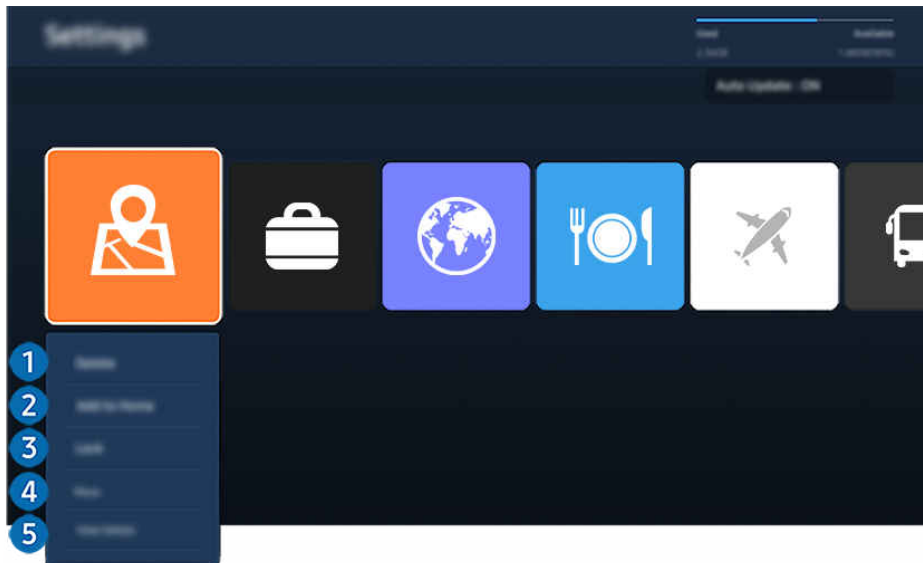 Settings
Used Available
Auto Update : ON
1 Delete
2 Add to Home
3 Lock
4 Move
5 View Details